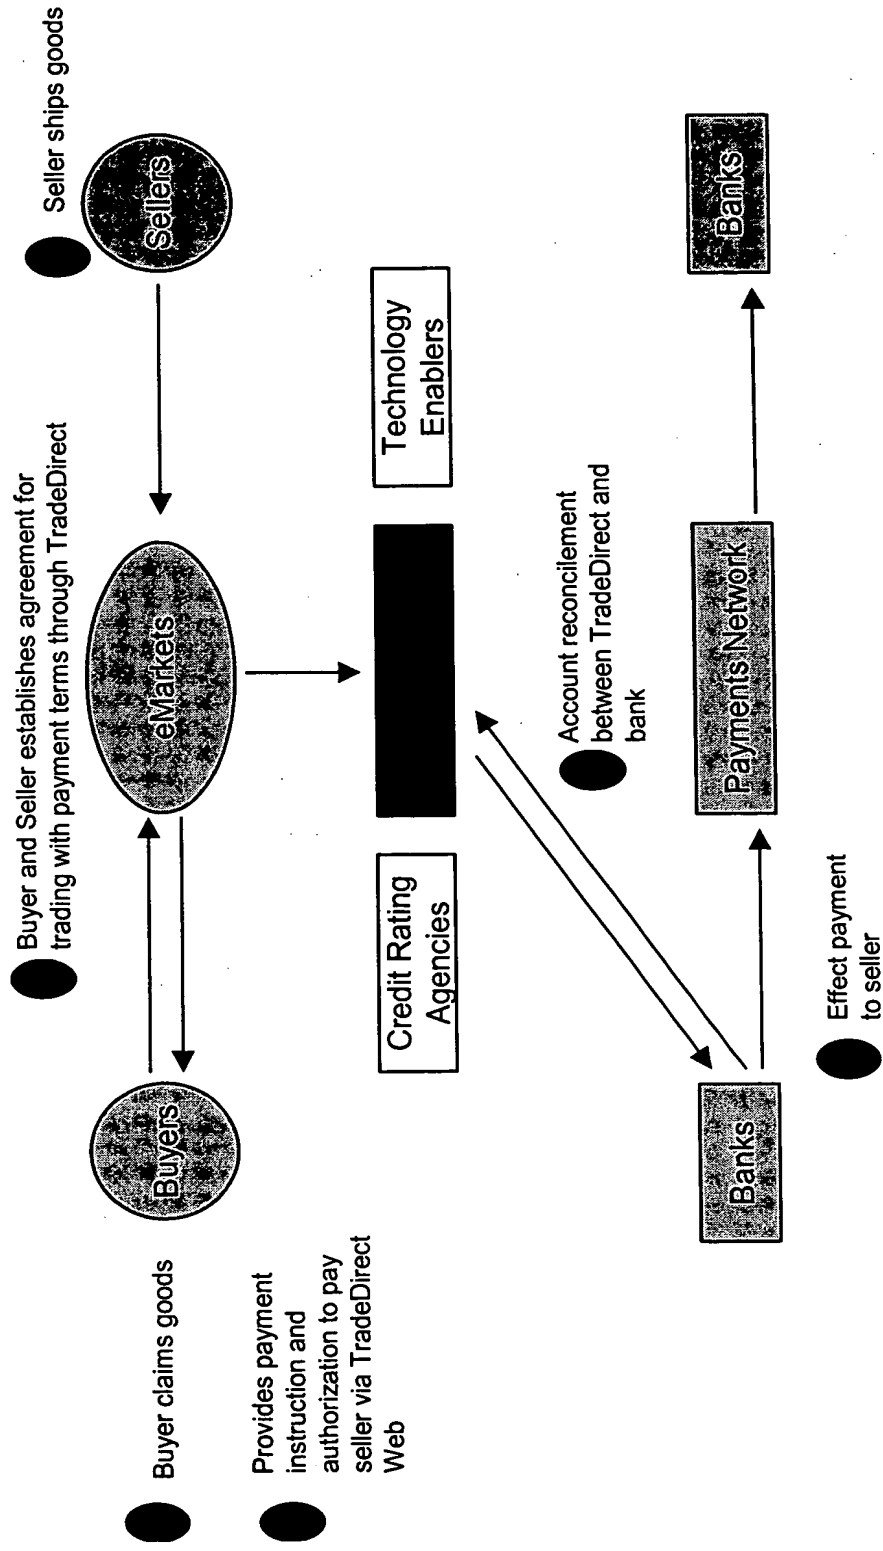 Buyer and Seller establishes agreement for
trading with payment terms through TradeDirect
Seller ships goods
Buyer claims goods
Buyers
eMarkets
Sellers
Provides payment
instruction and
authorization to pay
seller via TradeDirect
Web
Credit Rating
Agencies
Technology
Enablers
Account reconcilement
between TradeDirect and
bank
Banks
Payments Network
Banks
Effect payment
to seller